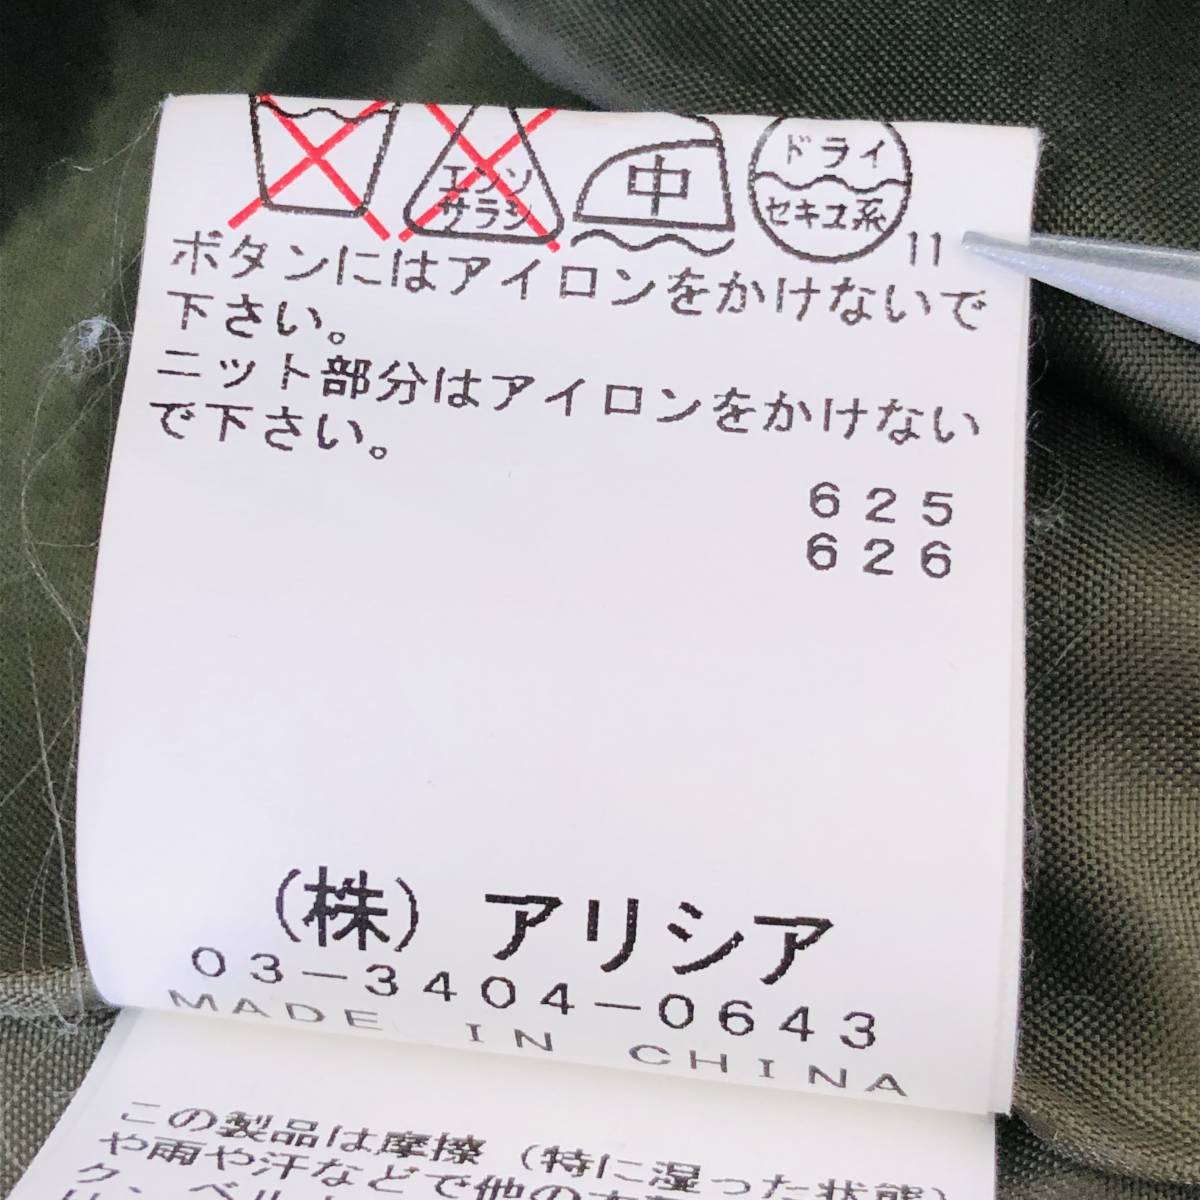 エンソ
サラシ
中
ドライ
セキユ系
11
ボタンにはアイロンをかけないで
下さい。
ニット部分はアイロンをかけない
で下さい。
625
626
(株) アリシア
03-3404-0643
MADE IN CHINA
この製品は摩擦(特に湿った状態)
や雨や汗などで他の
ク、ベル